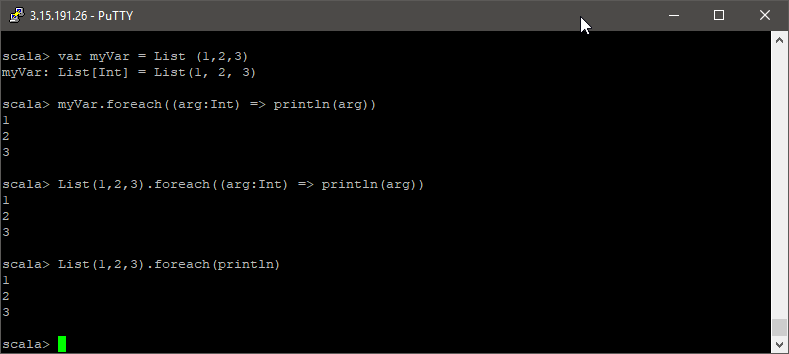 3.15.191.26 - PuTTY
scala> var myVar = List (1,2,3)
myVar: List[Int] = List(1, 2, 3)
scala> myVar.foreach((arg:Int) => println(arg))
1
2
3
scala> List(1,2,3).foreach((arg:Int) => println(arg))
1
2
3
scala> List(1,2,3).foreach(println)
1
2
3
scala>